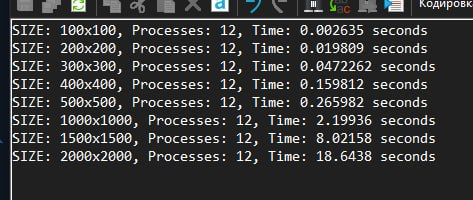 Кодировка
SIZE: 100x100, Processes: 12, Time: 0.002635 seconds
SIZE: 200x200, Processes: 12, Time: 0.019809 seconds
SIZE: 300x300, Processes: 12, Time: 0.0472262 seconds
SIZE: 400x400, Processes: 12, Time: 0.159812 seconds
SIZE: 500x500, Processes: 12, Time: 0.265982 seconds
SIZE: 1000x1000, Processes: 12, Time: 2.19936 seconds
SIZE: 1500x1500, Processes: 12, Time: 8.02158 seconds
SIZE: 2000x2000, Processes: 12, Time: 18.6438 seconds